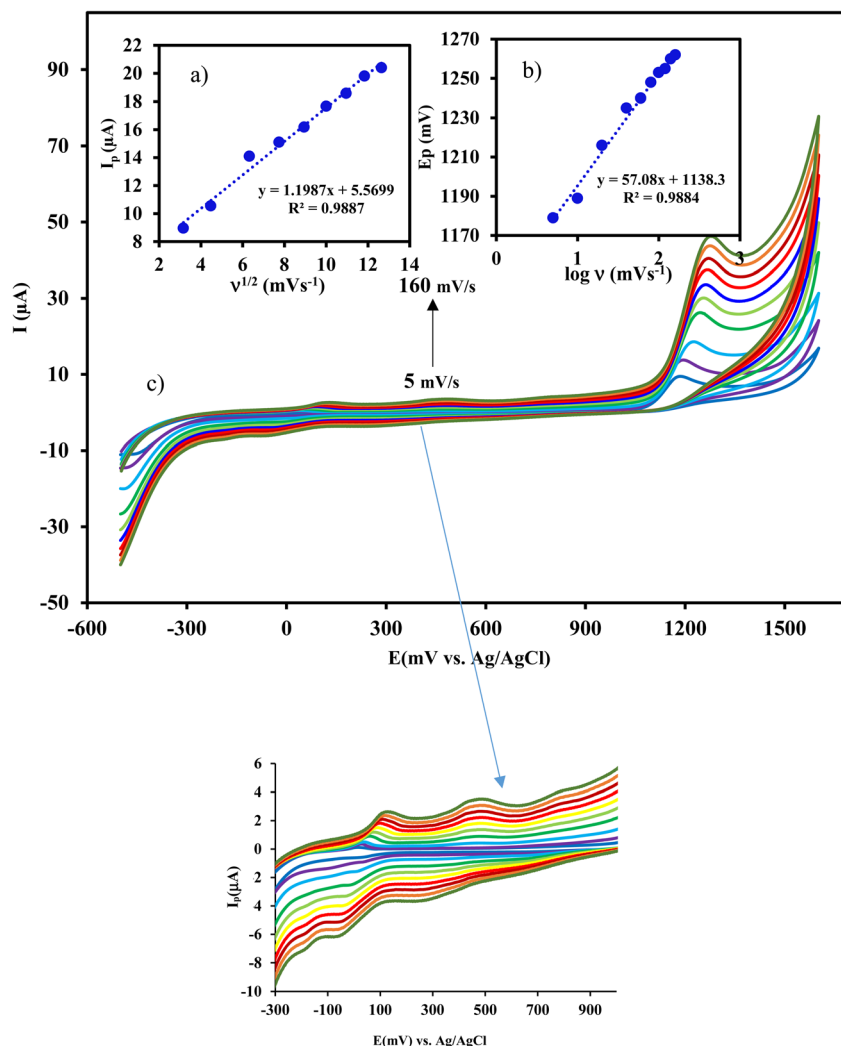 a)
I_p (µA)
22
20
18
16
14
12
10
8
y = 1.1987x + 5.5699
R² = 0.9887
2 4 6 8 10 12 14
ν^1/2 (mVs⁻¹)
b)
Ep (mV)
1270
1250
1230
1210
1190
1170
y = 57.08x + 1138.3
R² = 0.9884
0 1 2 3
log ν (mVs⁻¹)
160 mV/s
5 mV/s
c)
I (µA)
90
70
50
30
10
-10
-30
-50
-600 -300 0 300 600 900 1200 1500
E(mV vs. Ag/AgCl)
I_p(µA)
6
4
2
0
-2
-4
-6
-8
-10
-300 -100 100 300 500 700 900
E(mV) vs. Ag/AgCl